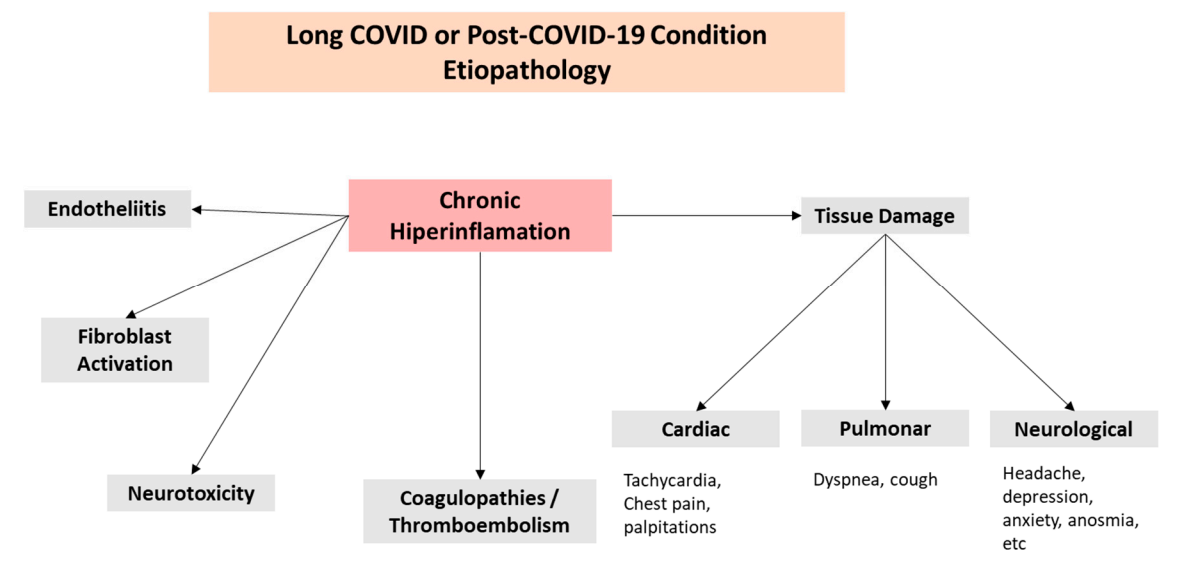 Long COVID or Post-COVID-19 Condition
Etiopathology
Endotheliitis
Chronic
Hiperinflamation
Tissue Damage
Fibroblast
Activation
Neurotoxicity
Coagulopathies /
Thromboembolism
Cardiac
Tachycardia,
Chest pain,
palpitations
Pulmonar
Dyspnea, cough
Neurological
Headache,
depression,
anxiety, anosmia,
etc